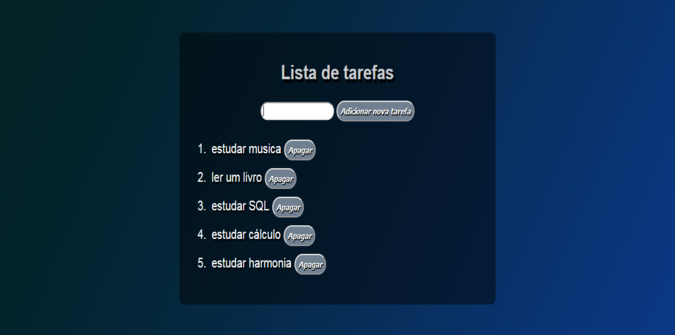 Lista de tarefas
Adicionar nova tarefa
1. estudar musica Apagar
2. ler um livro Apagar
3. estudar SQL Apagar
4. estudar cálculo Apagar
5. estudar harmonia Apagar